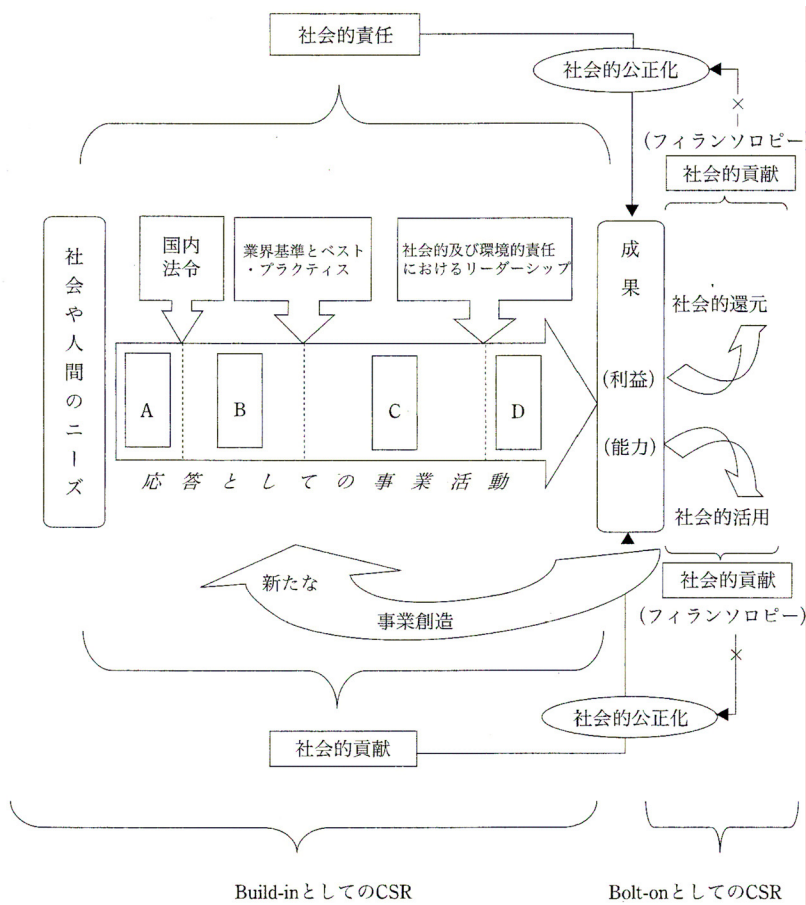 社会的責任
社会的公正化
×
(フィランソロピー
社会的貢献
社会や人間のニーズ
国内
法令
業界基準とベスト
・プラクティス
社会的及び環境的責任
におけるリーダーシップ
成果
(利益)
(能力)
社会的還元
A
B
C
D
応答としての事業活動
社会的活用
社会的貢献
(フィランソロピー)
×
新たな
事業創造
社会的公正化
社会的貢献
Build-inとしてのCSR
Bolt-onとしてのCSR